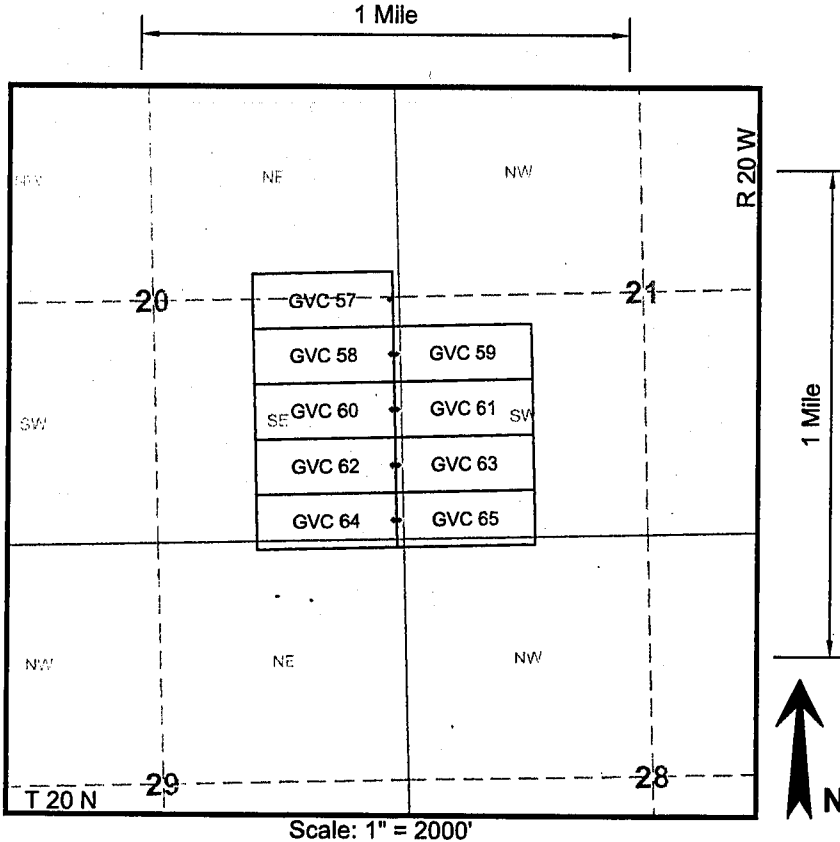 1 Mile
R 20 W
NW
NE
NW
20
21
GVC 57
GVC 58
GVC 59
1 Mile
SW
SE
GVC 60
GVC 61
SW
GVC 62
GVC 63
GVC 64
GVC 65
NW
NE
NW
29
28
T 20 N
N
Scale: 1" = 2000'